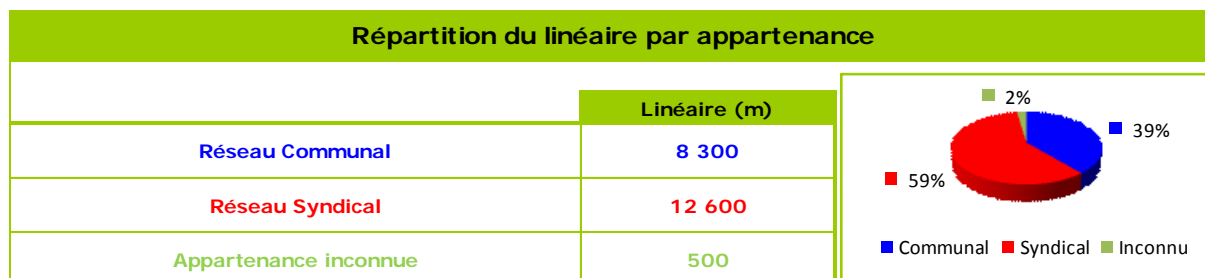 Répartition du linéaire par appartenance
Linéaire (m)
Réseau Communal 8 300
Réseau Syndical 12 600
Appartenance inconnue 500
2%
39%
59%
Communal Syndical Inconnu